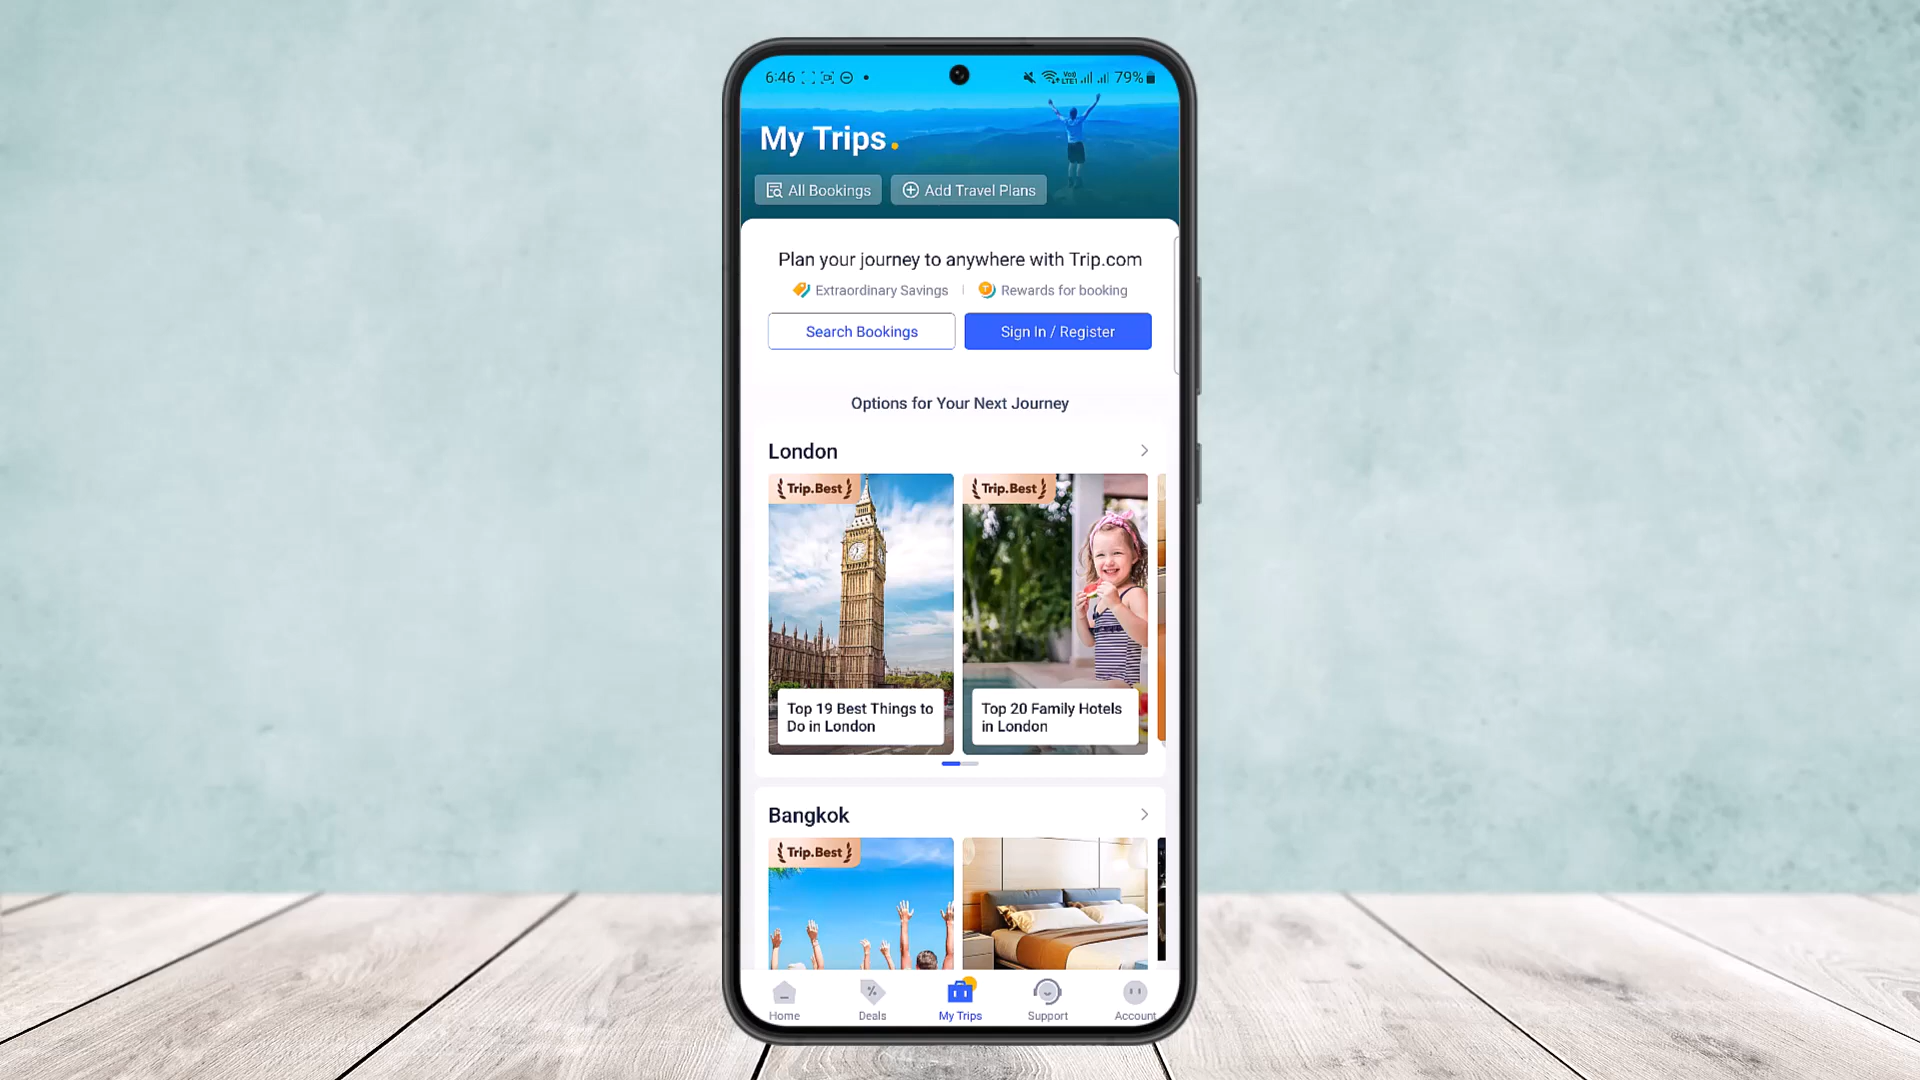 6:46 79%
My Trips.
All Bookings Add Travel Plans
Plan your journey to anywhere with Trip.com
Extraordinary Savings Rewards for booking
Search Bookings Sign In / Register
Options for Your Next Journey
London
Trip.Best Trip.Best
Top 19 Best Things to
Do in London
Top 20 Family Hotels
in London
Bangkok
Trip.Best
Home Deals My Trips Support Account